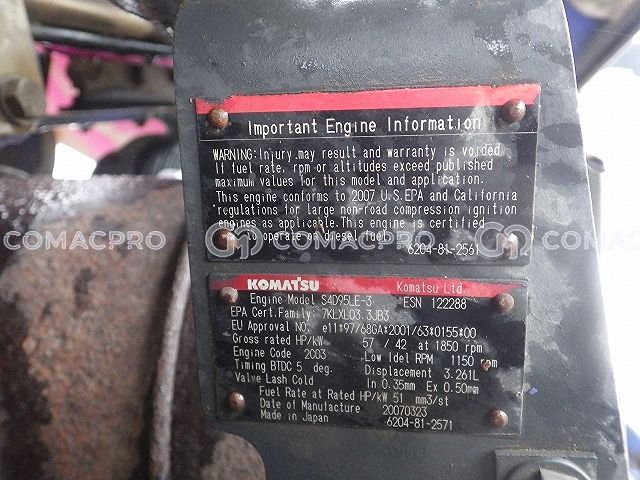 Important Engine Information
WARNING: Injury may result and warranty is voided
If fuel rate, rpm or altitudes exceed published
maximum values for this model and application.
This engine conforms to 2007 U.S.EPA and California
regulations for large non-road compression ignition
engines as applicable. This engine is certified
operate on diesel fuel.
6204-81-2561
COMACPRO COMACPRO COMACPRO
KOMATSU Komatsu Ltd.
Engine Model S4D95LE-3 ESN 122288
EPA Cert.Family: 7KLXL03.3JB3
EU Approval NO. e11*97/68GA*2001/63*0155*00
Gross rated HP/kW 57 / 42 at 1850 rpm
Engine Code 2003 Low Idel RPM 1150 rpm
Timing BTDC 5 deg. Displacement 3.261L
Valve Lash Cold In 0.35mm Ex 0.50mm
Fuel Rate at Rated HP/kW 51 mm3/st
Date of Manufacture 20070323
Made in Japan 6204-81-2571